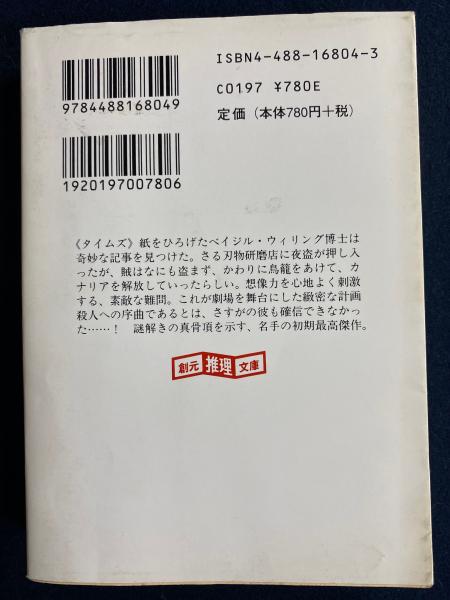 ISBN4-488-16804-3
C0197 ¥780E
定価（本体780円＋税）
9784488168049
1920197007806
《タイムズ》紙をひろげたベイジル・ウィリング博士は
奇妙な記事を見つけた。さる刃物研磨店に夜盗が押し入
ったが、賊はなにも盗まず、かわりに鳥籠をあけて、カ
ナリアを解放していったらしい。想像力を心地よく刺激
する、素敵な難問。これが劇場を舞台にした緻密な計画
殺人への序曲であるとは、さすがの彼も確信できなかっ
た……！　謎解きの真骨頂を示す、名手の初期最高傑作。
創元推理文庫